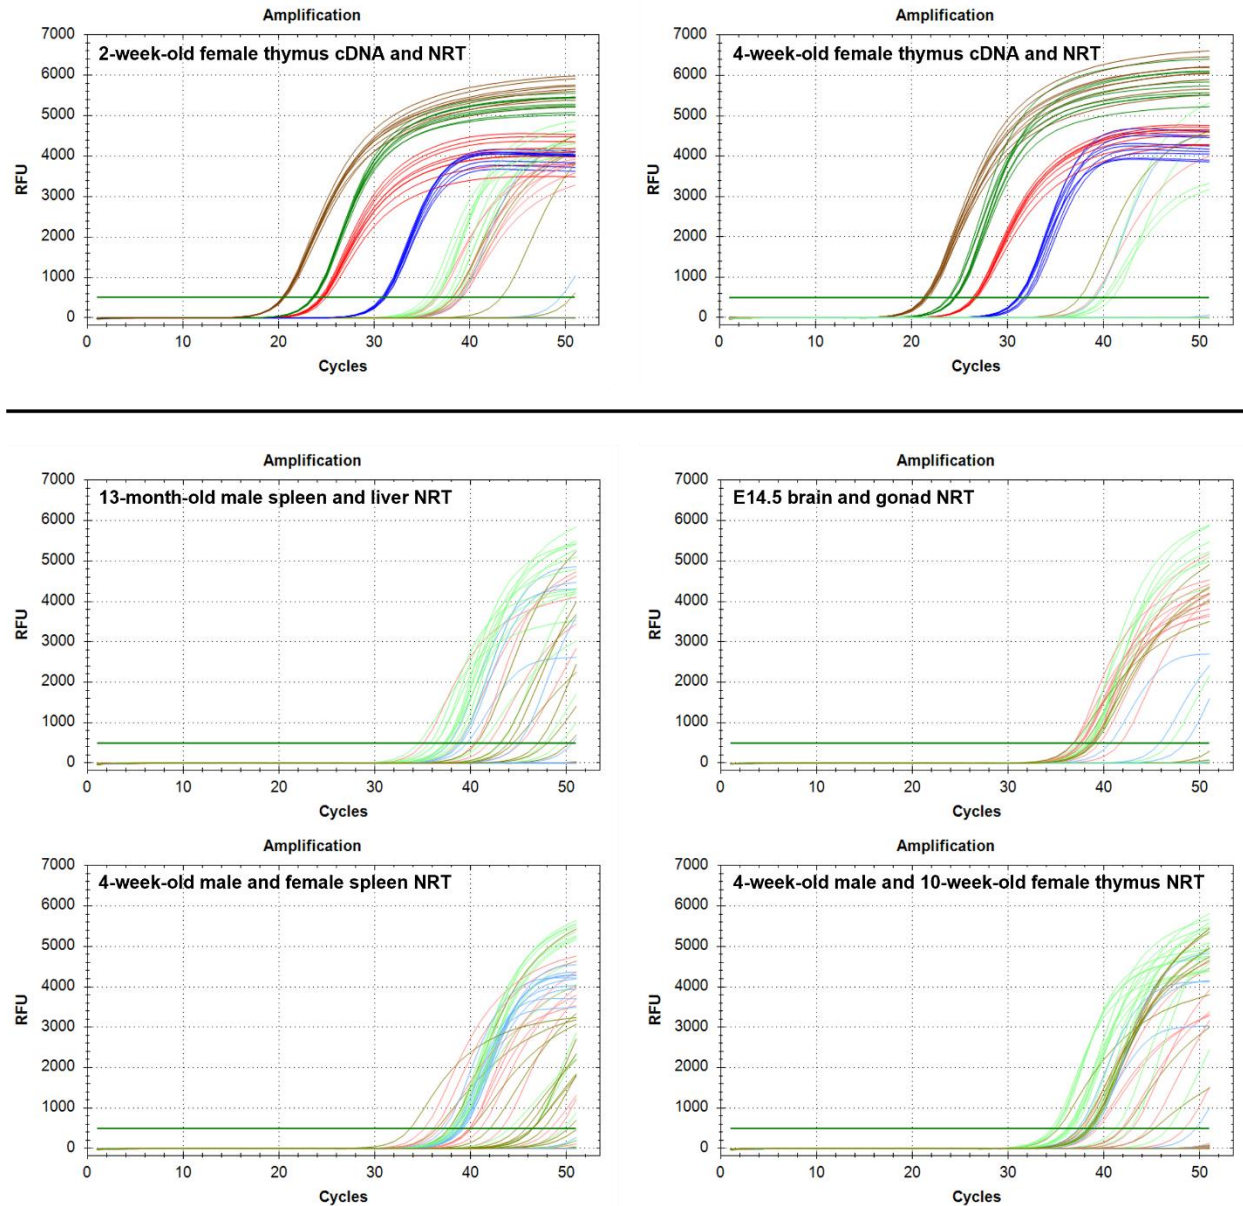 Amplification
2-week-old female thymus cDNA and NRT
7000
6000
5000
4000
3000
2000
1000
0
RFU
0 10 20 30 40 50
Cycles
Amplification
4-week-old female thymus cDNA and NRT
7000
6000
5000
4000
3000
2000
1000
0
RFU
0 10 20 30 40 50
Cycles
Amplification
13-month-old male spleen and liver NRT
7000
6000
5000
4000
3000
2000
1000
0
RFU
0 10 20 30 40 50
Cycles
Amplification
E14.5 brain and gonad NRT
7000
6000
5000
4000
3000
2000
1000
0
RFU
0 10 20 30 40 50
Cycles
Amplification
4-week-old male and female spleen NRT
7000
6000
5000
4000
3000
2000
1000
0
RFU
0 10 20 30 40 50
Cycles
Amplification
4-week-old male and 10-week-old female thymus NRT
7000
6000
5000
4000
3000
2000
1000
0
RFU
0 10 20 30 40 50
Cycles